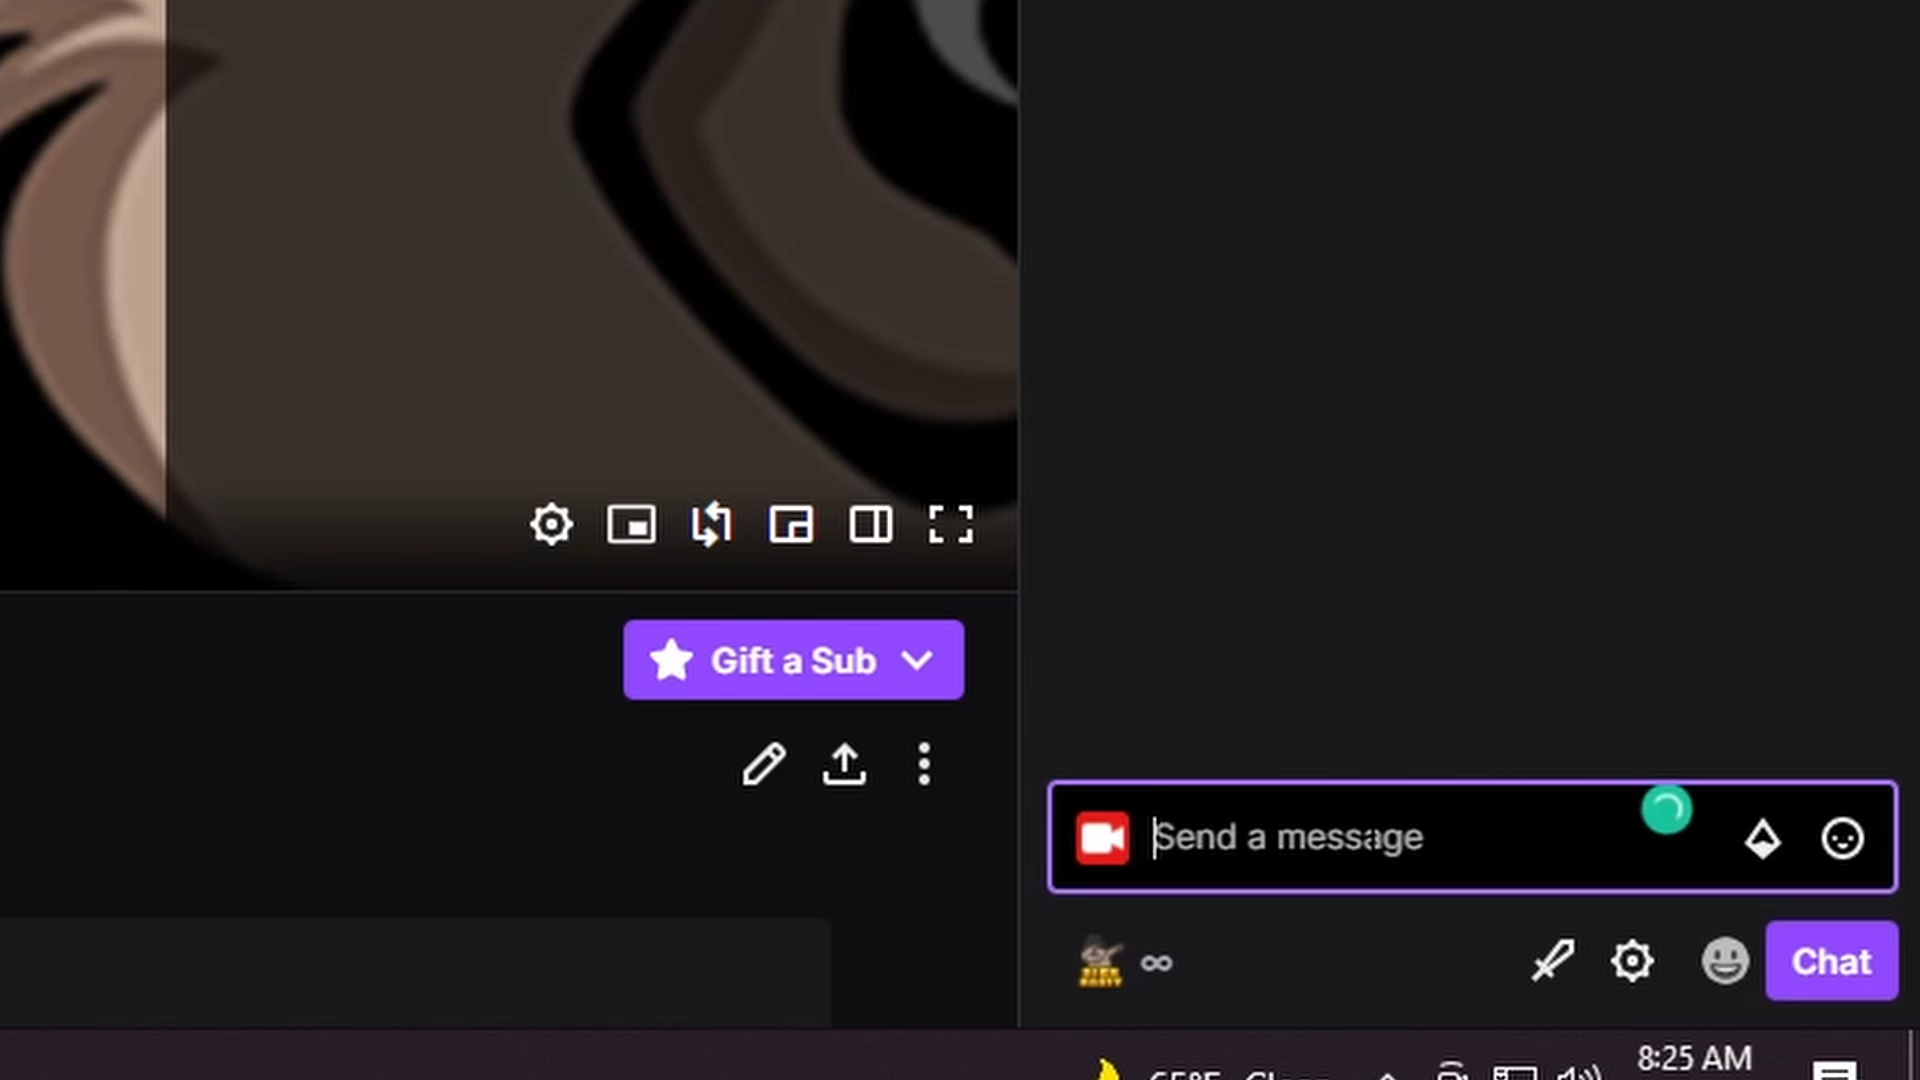 Gift a Sub
Send a message
∞
Chat
8:25 AM